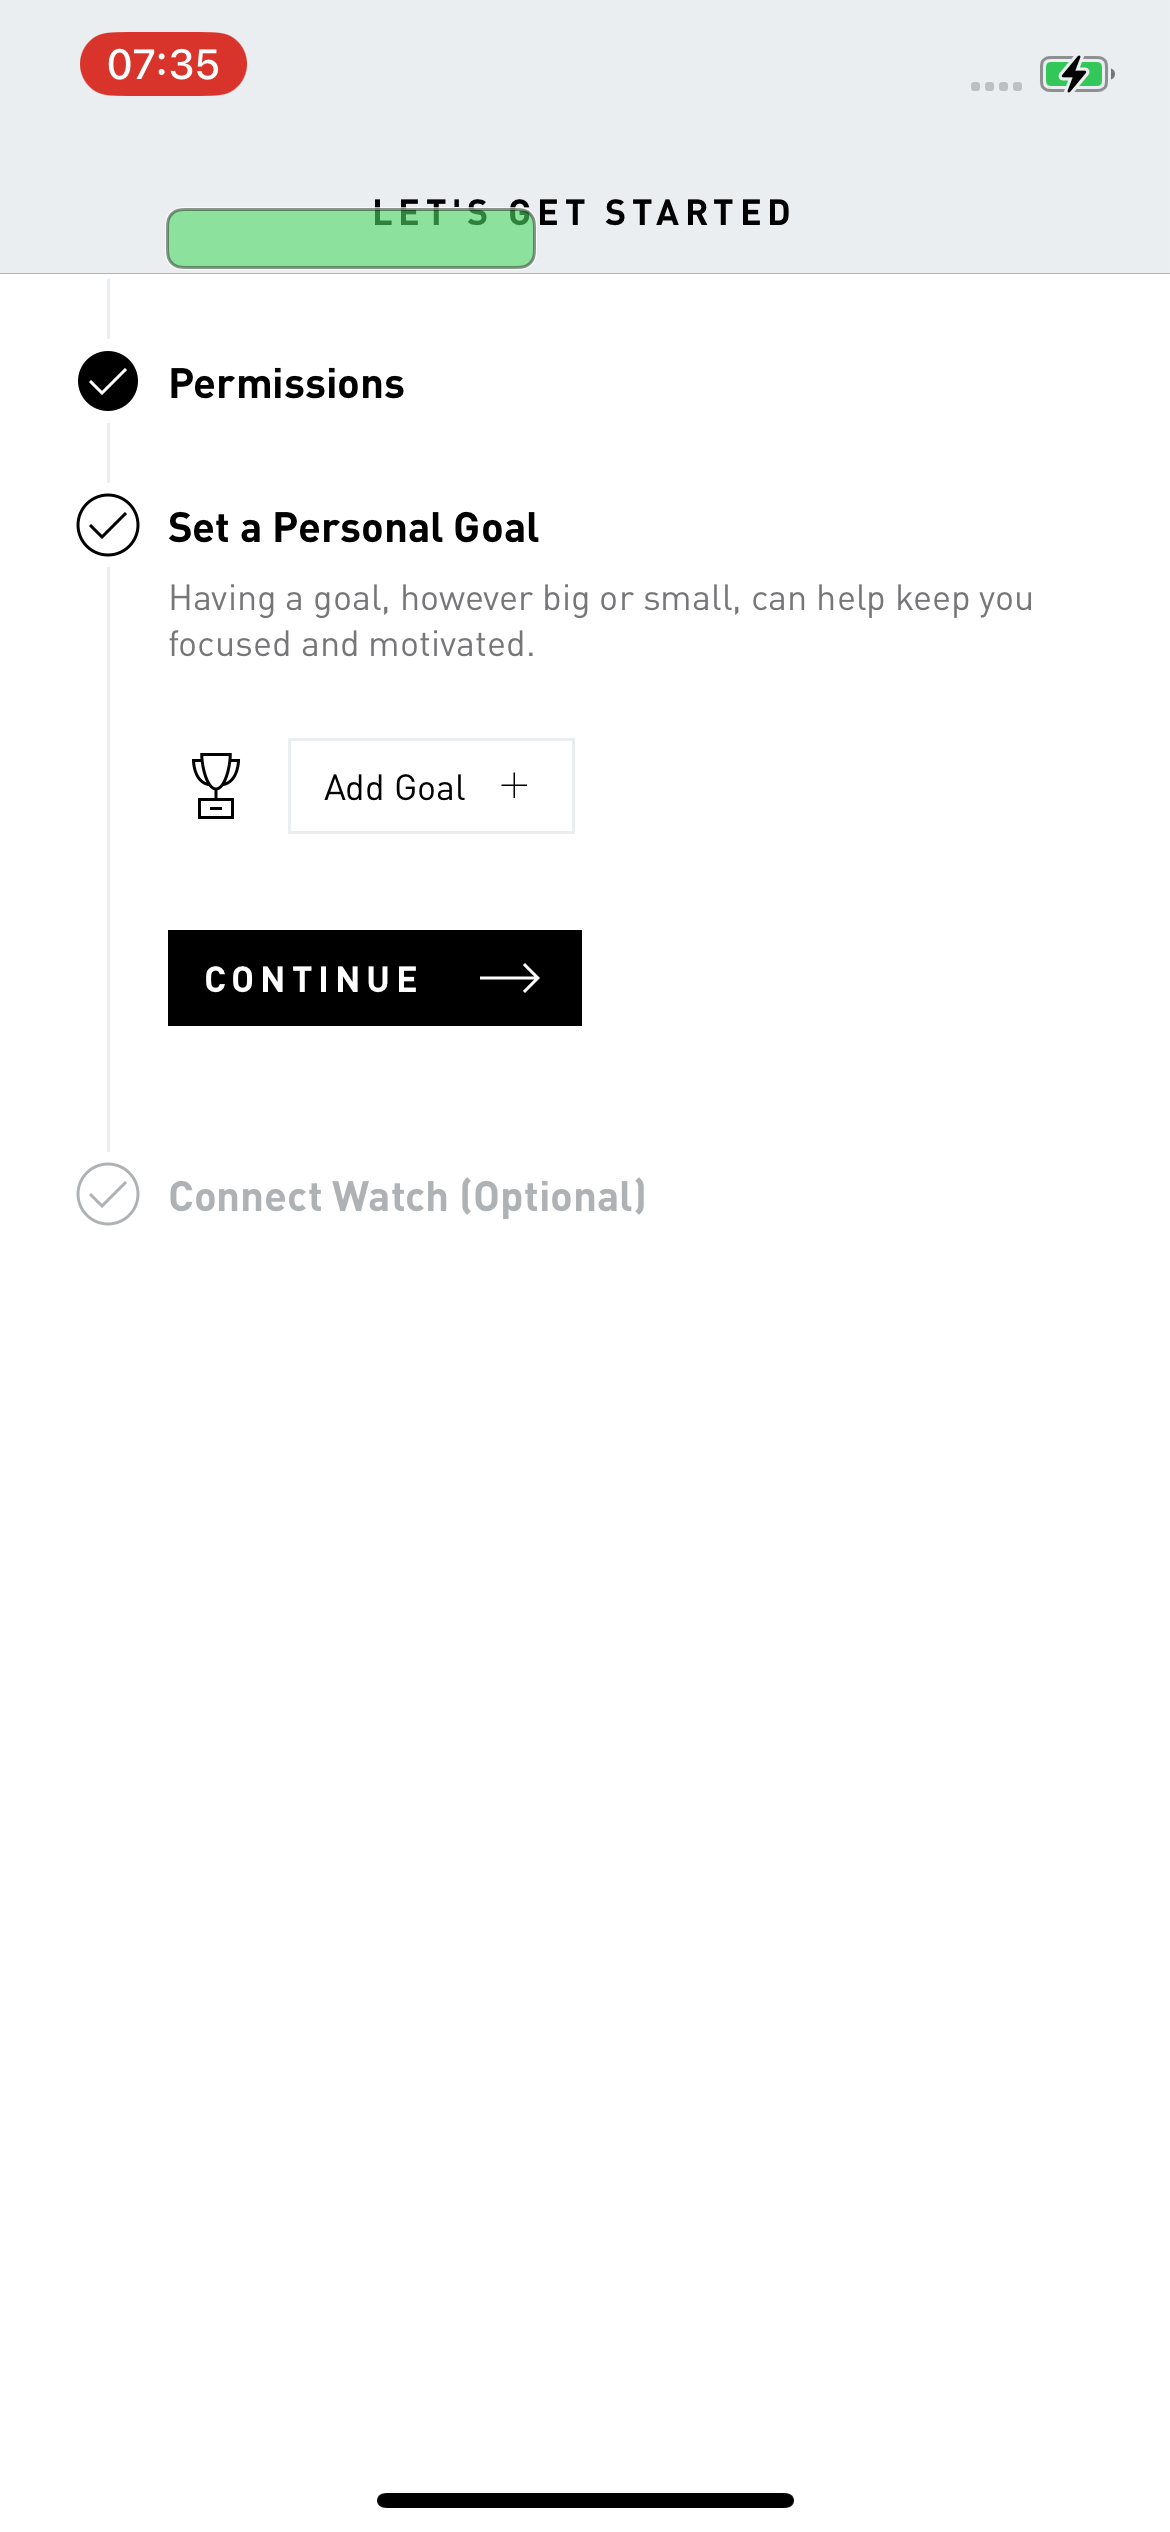 07:35
LET'S GET STARTED
Permissions
Set a Personal Goal
Having a goal, however big or small, can help keep you
focused and motivated.
Add Goal
CONTINUE
Connect Watch (Optional)